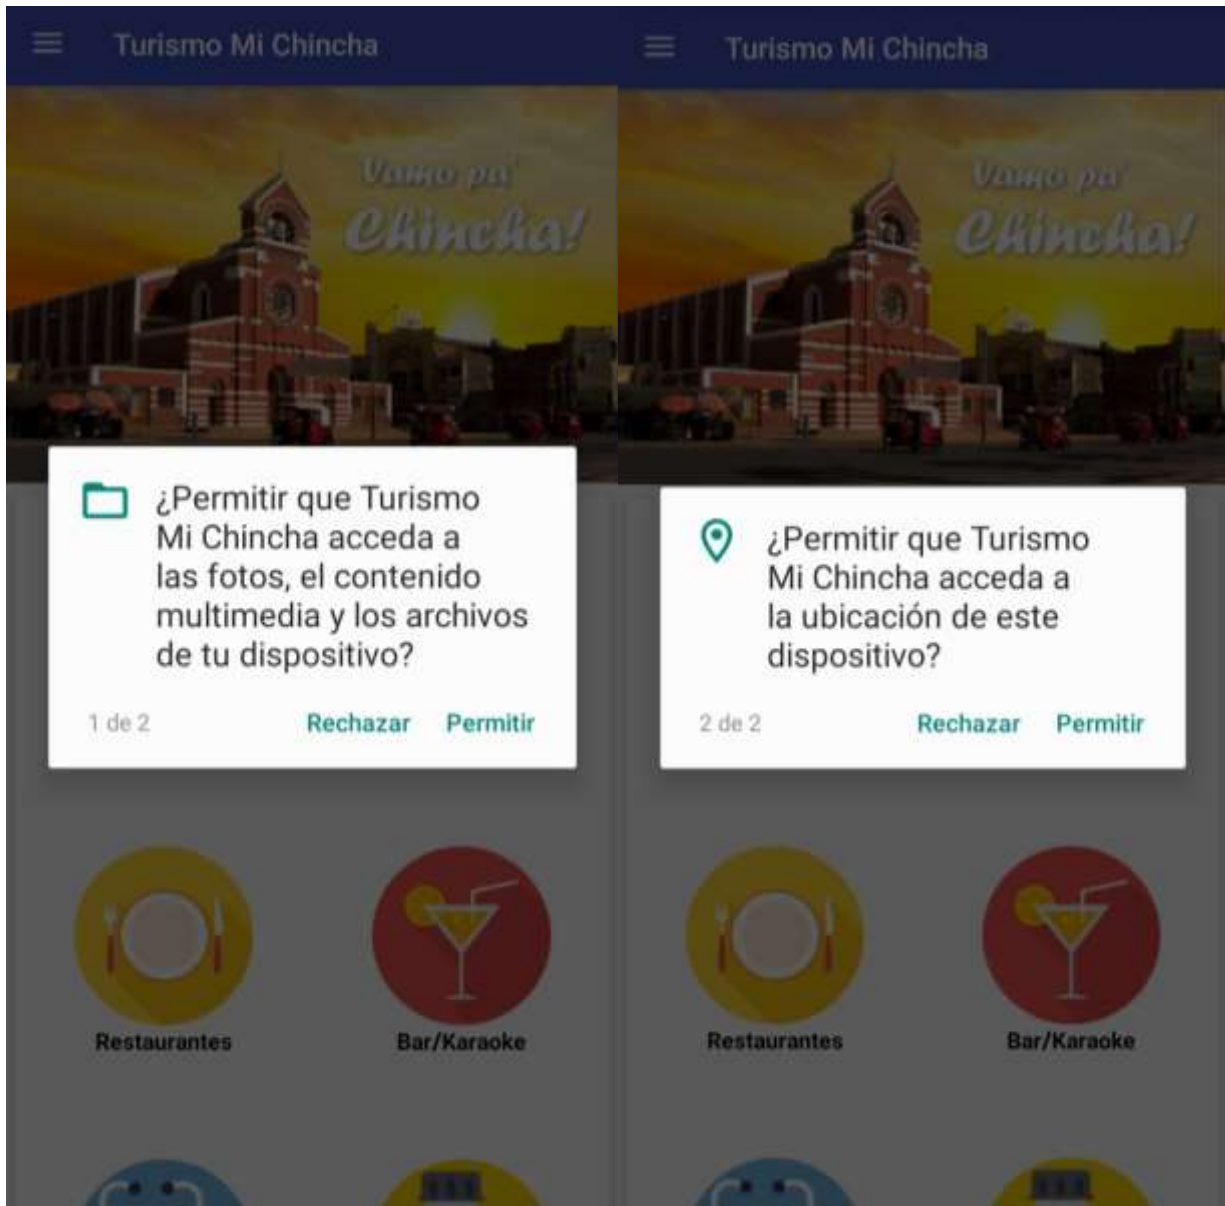 Turismo Mi Chincha
Vamo pa'
Chincha!
¿Permitir que Turismo
Mi Chincha acceda a
las fotos, el contenido
multimedia y los archivos
de tu dispositivo?
1 de 2
Rechazar
Permitir
Restaurantes
Bar/Karaoke
Turismo Mi Chincha
Vamo pa'
Chincha!
¿Permitir que Turismo
Mi Chincha acceda a
la ubicación de este
dispositivo?
2 de 2
Rechazar
Permitir
Restaurantes
Bar/Karaoke